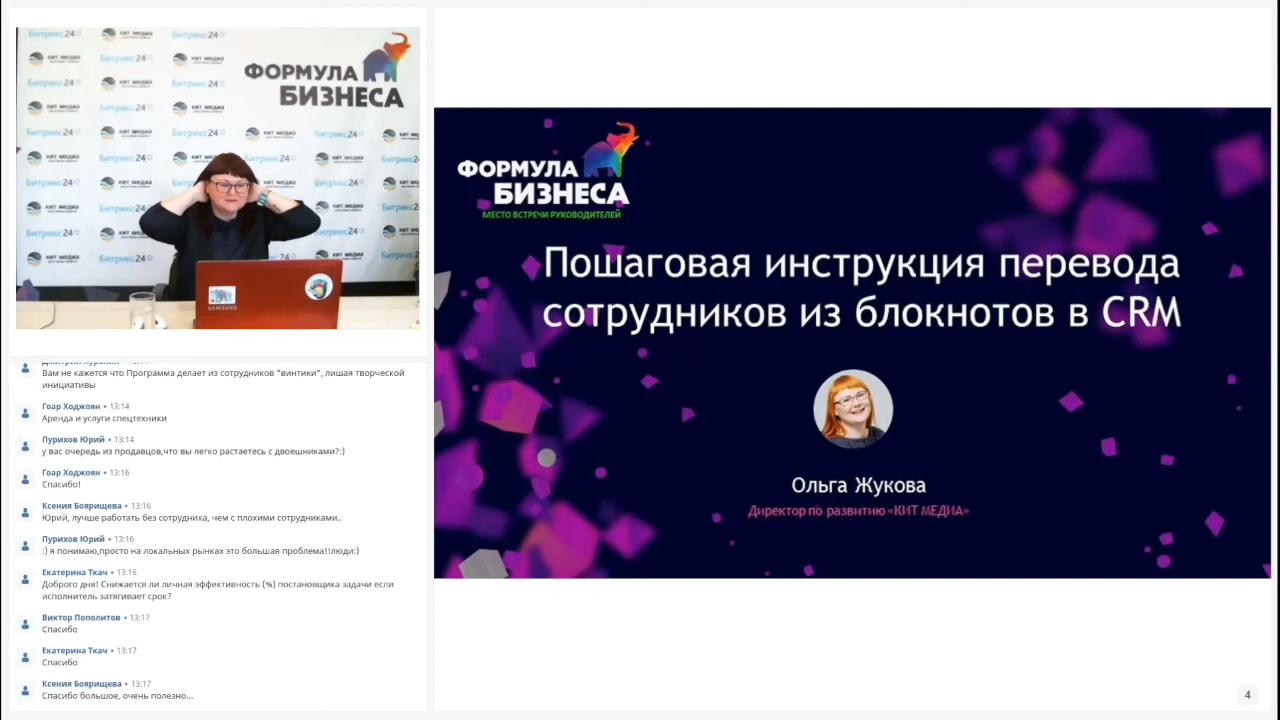 ФОРМУЛА
БИЗНЕСА
Битрикс24
КИТ МЕДИА
SAMSUNG
Вам не кажется что Программа делает из сотрудников "винтики", лишая творческой
инициативы
Гоар Ходжоян • 13:14
Аренда и услуги спецтехники
Пурихов Юрий • 13:14
у вас очередь из продавцов,что вы легко растаетесь с двоешниками?:)
Гоар Ходжоян • 13:16
Спасибо!
Ксения Боярищева • 13:16
Юрий, лучше работать без сотрудника, чем с плохими сотрудниками..
Пурихов Юрий • 13:16
:) я понимаю,просто на локальных рынках это большая проблема!!люди:)
Екатерина Ткач • 13:16
Доброго дня! Снижается ли личная эффективность (%) постановщика задачи если
исполнитель затягивает срок?
Виктор Пополитов • 13:17
Спасибо
Екатерина Ткач • 13:17
Спасибо
Ксения Боярищева • 13:17
Спасибо большое, очень полезно...
ФОРМУЛА
БИЗНЕСА
МЕСТО ВСТРЕЧИ РУКОВОДИТЕЛЕЙ
Пошаговая инструкция перевода
сотрудников из блокнотов в CRM
Ольга Жукова
Директор по развитию «КИТ МЕДИА»
4